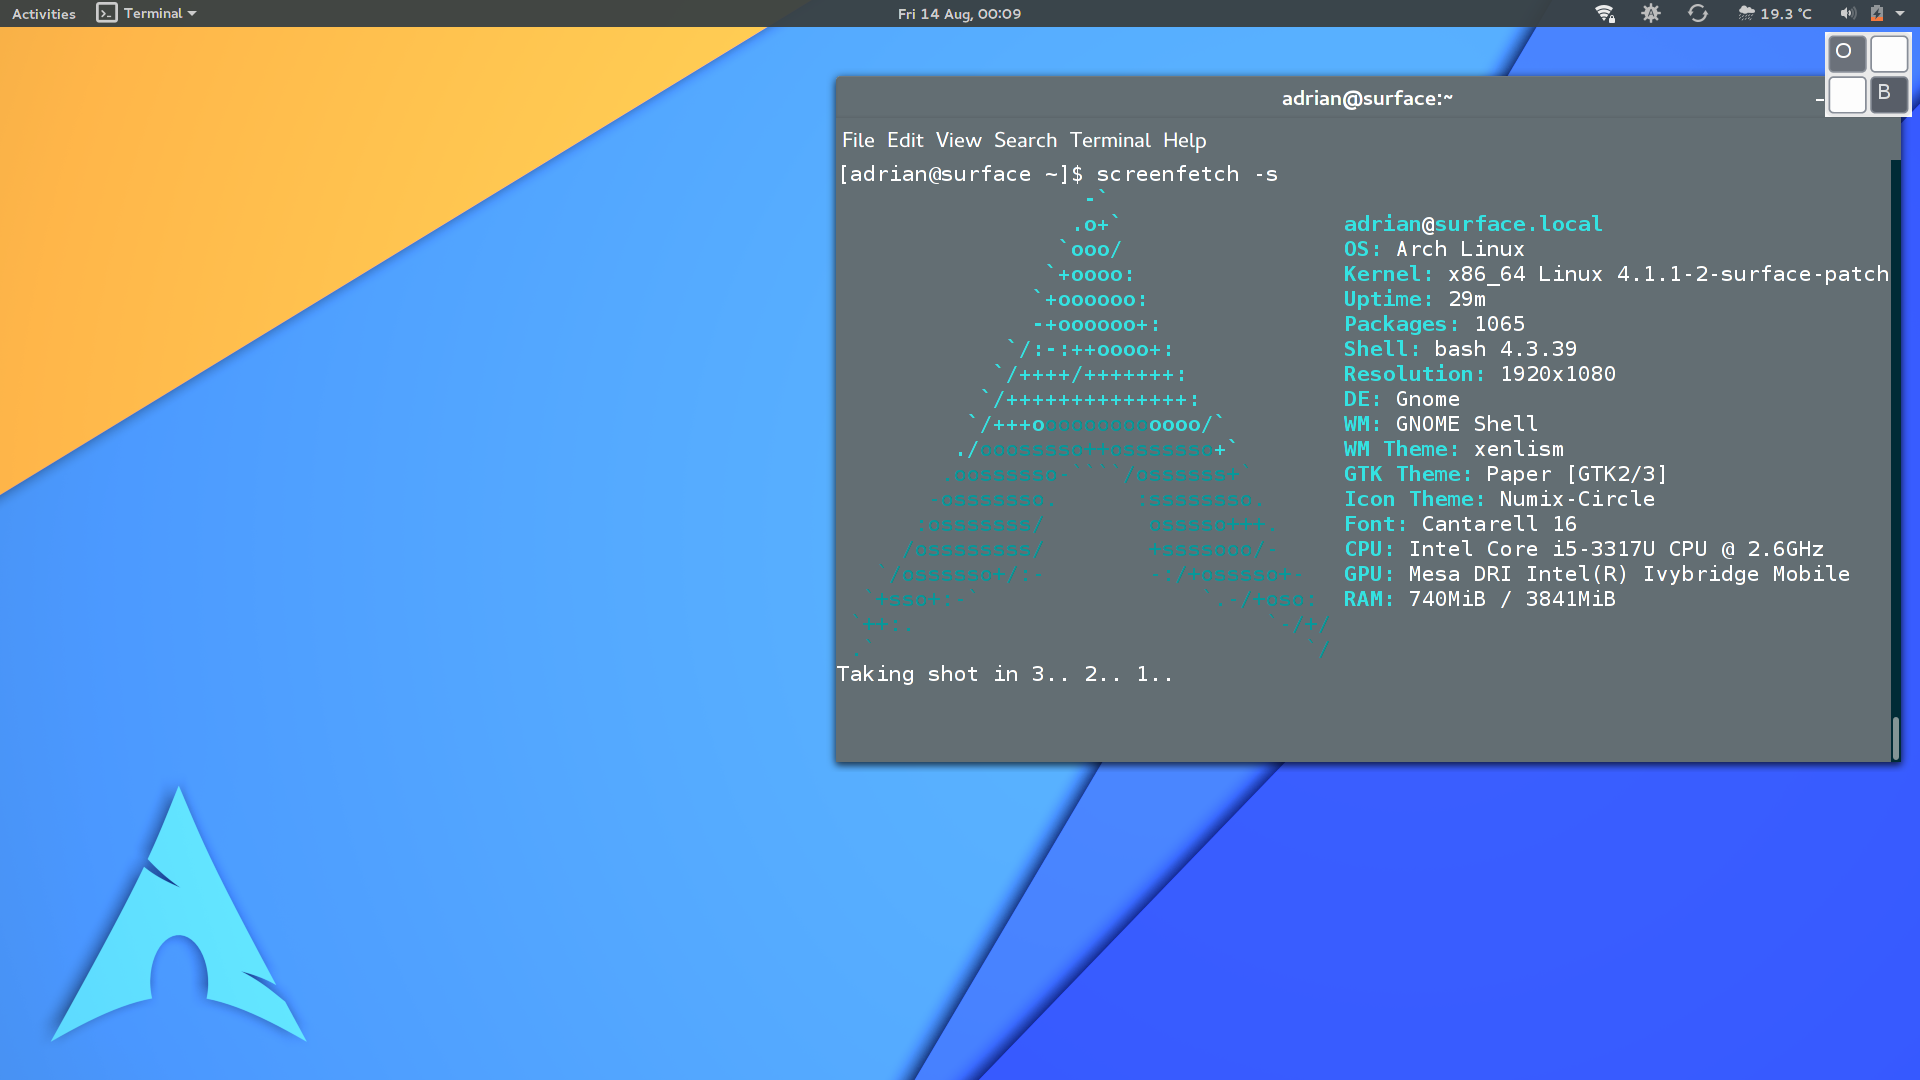 Activities Terminal Fri 14 Aug, 00:09 19.3 °C
O
B
adrian@surface:~
File Edit View Search Terminal Help
[adrian@surface ~]$ screenfetch -s
-`
.o+` adrian@surface.local
`ooo/ OS: Arch Linux
`+oooo: Kernel: x86_64 Linux 4.1.1-2-surface-patch
`+oooooo: Uptime: 29m
-+oooooo+: Packages: 1065
`/:-:++oooo+: Shell: bash 4.3.39
`/++++/+++++++: Resolution: 1920x1080
`/++++++++++++++: DE: Gnome
`/+++ooooooooooooo/` WM: GNOME Shell
./ooosssso++osssssso+` WM Theme: xenlism
.oossssso-````/ossssss+` GTK Theme: Paper [GTK2/3]
-osssssso. :ssssssso. Icon Theme: Numix-Circle
:osssssss/ osssso+++. Font: Cantarell 16
/ossssssss/ +ssssooo/- CPU: Intel Core i5-3317U CPU @ 2.6GHz
`/ossssso+/:- -:/+osssso+- GPU: Mesa DRI Intel(R) Ivybridge Mobile
`+sso+:-` `.-/+oso: RAM: 740MiB / 3841MiB
`++:. `-/+/
.` `/
Taking shot in 3.. 2.. 1..